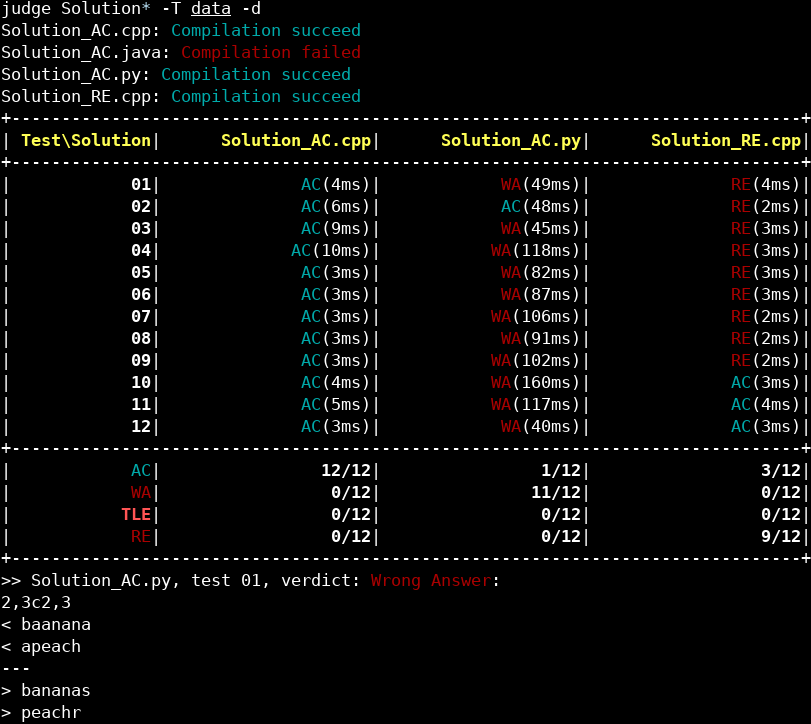 judge Solution* -T data -d
Solution_AC.cpp: Compilation succeed
Solution_AC.java: Compilation failed
Solution_AC.py: Compilation succeed
Solution_RE.cpp: Compilation succeed
+-------------------------------------------------------------------------------+
| Test\Solution|      Solution_AC.cpp|      Solution_AC.py|      Solution_RE.cpp|
+-------------------------------------------------------------------------------+
|            01|              AC(4ms)|            WA(49ms)|              RE(4ms)|
|            02|              AC(6ms)|            AC(48ms)|              RE(2ms)|
|            03|              AC(9ms)|            WA(45ms)|              RE(3ms)|
|            04|             AC(10ms)|           WA(118ms)|              RE(3ms)|
|            05|              AC(3ms)|            WA(82ms)|              RE(3ms)|
|            06|              AC(3ms)|            WA(87ms)|              RE(3ms)|
|            07|              AC(3ms)|           WA(106ms)|              RE(2ms)|
|            08|              AC(3ms)|            WA(91ms)|              RE(2ms)|
|            09|              AC(3ms)|           WA(102ms)|              RE(2ms)|
|            10|              AC(4ms)|           WA(160ms)|              AC(3ms)|
|            11|              AC(5ms)|           WA(117ms)|              AC(4ms)|
|            12|              AC(3ms)|            WA(40ms)|              AC(3ms)|
+-------------------------------------------------------------------------------+
|            AC|                12/12|                1/12|                 3/12|
|            WA|                 0/12|               11/12|                 0/12|
|           TLE|                 0/12|                0/12|                 0/12|
|            RE|                 0/12|                0/12|                 9/12|
+-------------------------------------------------------------------------------+
>> Solution_AC.py, test 01, verdict: Wrong Answer:
2,3c2,3
< baanana
< apeach
---
> bananas
> peachr